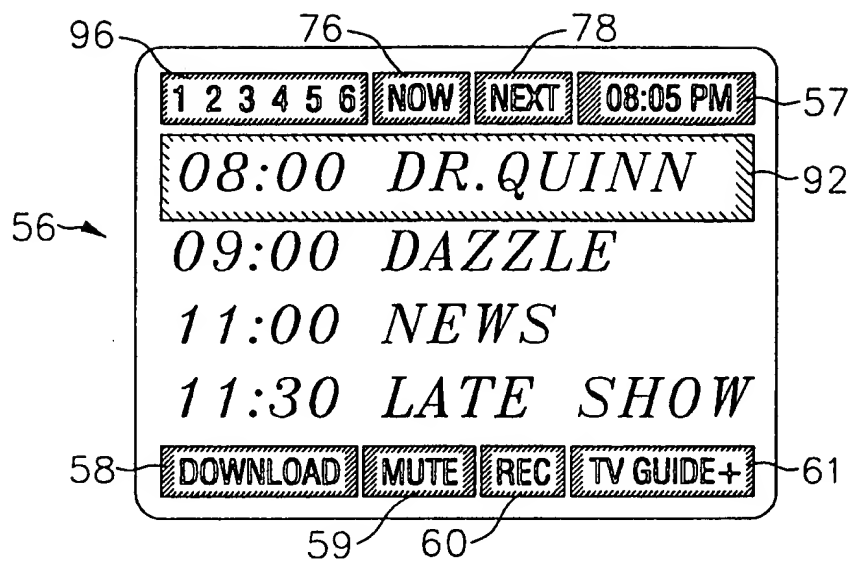 96 76 78
1 2 3 4 5 6 NOW NEXT 08:05 PM 57
08:00 DR.QUINN 92
56
09:00 DAZZLE
11:00 NEWS
11:30 LATE SHOW
58 DOWNLOAD MUTE REC TV GUIDE+ 61
59 60